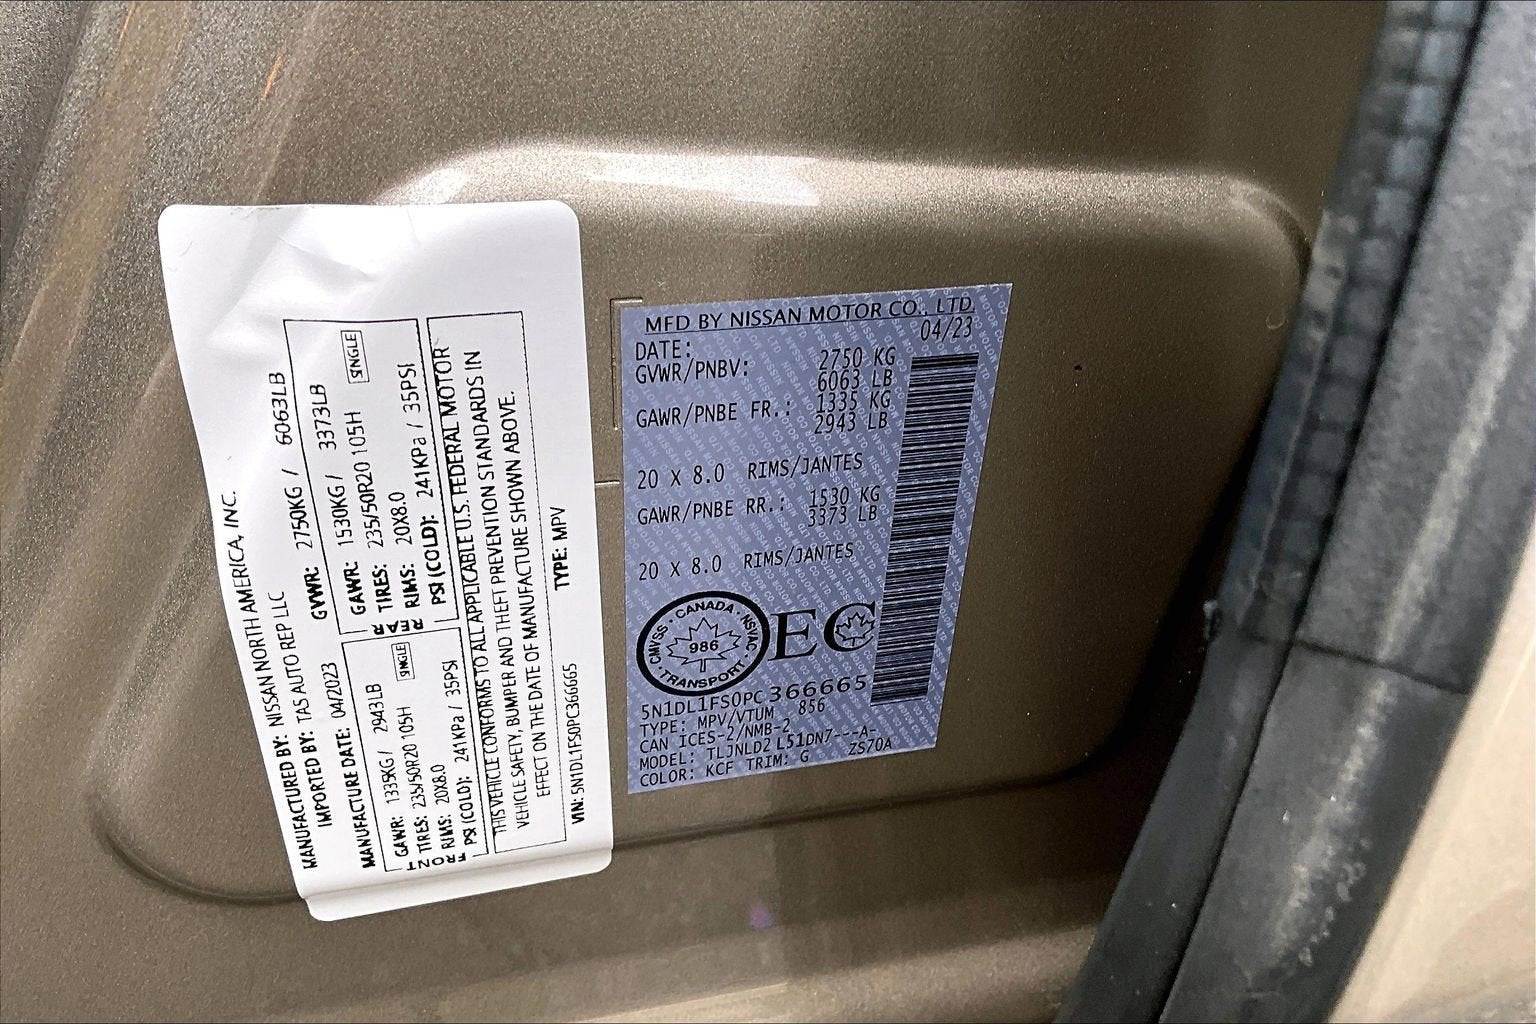 MANUFACTURED BY: NISSAN NORTH AMERICA, INC.
IMPORTED BY: TAS AUTO REP LLC
MANUFACTURE DATE: 04/2023 GVWR: 2750KG / 6063LB
FRONT
GAWR: 1335KG / 2943LB
TIRES: 235/50R20 105H SINGLE
RIMS: 20X8.0
PSI (COLD): 241KPa / 35PSI
REAR
GAWR: 1530KG / 3373LB
TIRES: 235/50R20 105H SINGLE
RIMS: 20X8.0
PSI (COLD): 241KPa / 35PSI
THIS VEHICLE CONFORMS TO ALL APPLICABLE U.S. FEDERAL MOTOR
VEHICLE SAFETY, BUMPER AND THEFT PREVENTION STANDARDS IN
EFFECT ON THE DATE OF MANUFACTURE SHOWN ABOVE.
VIN: 5N1DL1FS0PC366665 TYPE: MPV
MFD BY NISSAN MOTOR CO., LTD.
DATE: 04/23
GVWR/PNBV: 2750 KG
6063 LB
GAWR/PNBE FR.: 1335 KG
2943 LB
20 X 8.0 RIMS/JANTES
GAWR/PNBE RR.: 1530 KG
3373 LB
20 X 8.0 RIMS/JANTES
CANADA · NSVAC · TRANSPORT · CMVSS ·
986
EC
5N1DL1FS0PC366665
TYPE: MPV/VTUM 856
CAN ICES-2/NMB-2
MODEL: TLJNLD2 L51DN7---A-
COLOR: KCF TRIM: G ZS70A